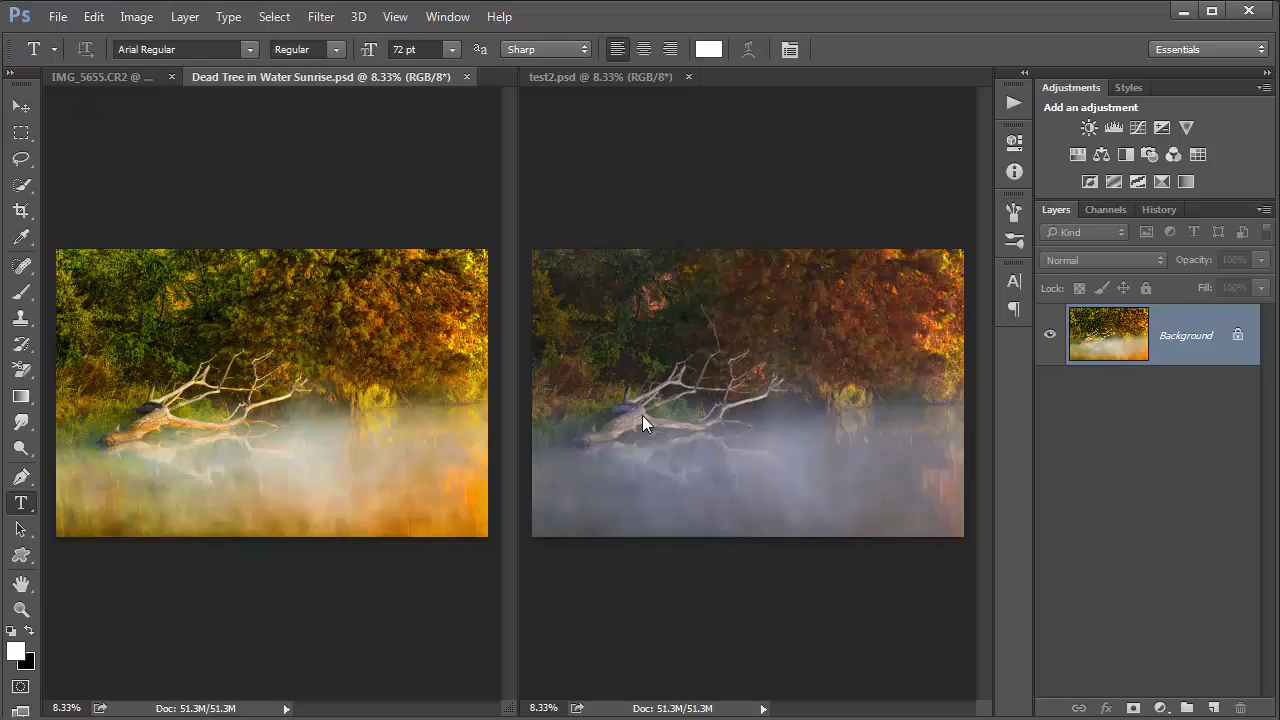 Ps File Edit Image Layer Type Select Filter 3D View Window Help
T Arial Regular Regular T 72 pt aa Sharp Essentials
IMG_5655.CR2 @ ... × Dead Tree in Water Sunrise.psd @ 8.33% (RGB/8*) × test2.psd @ 8.33% (RGB/8*) ×
Adjustments Styles
Add an adjustment
Layers Channels History
Kind
Normal Opacity: 100%
Lock: Fill: 100%
Background
8.33% Doc: 51.3M/51.3M 8.33% Doc: 51.3M/51.3M